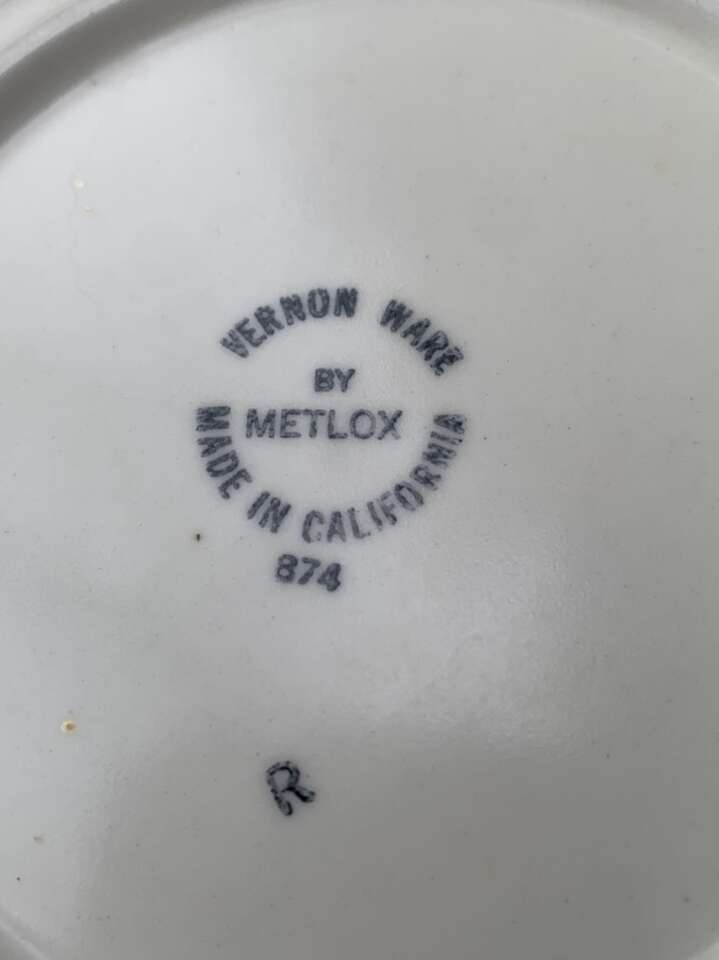 VERNON WARE
BY
METLOX
MADE IN CALIFORNIA
874
R